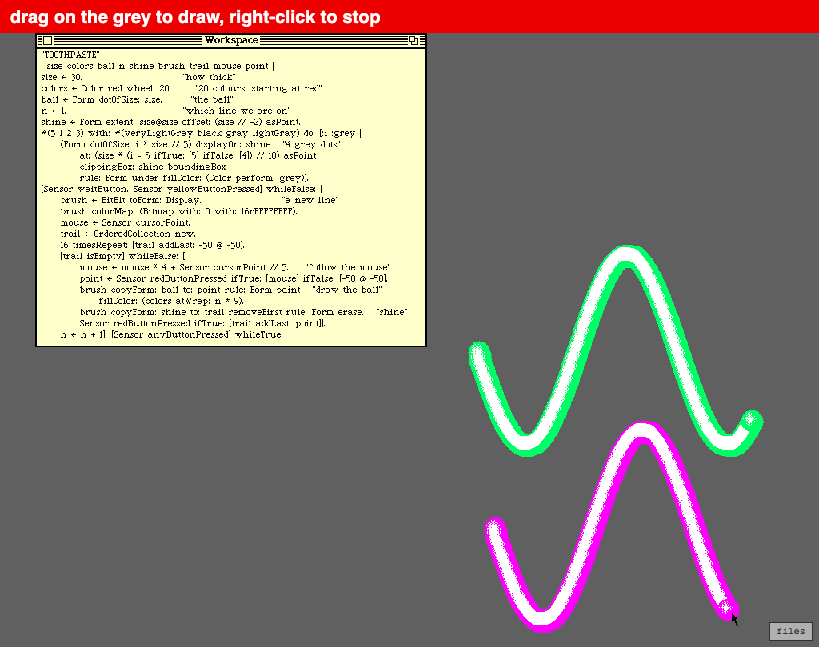 drag on the grey to draw, right-click to stop
Workspace
"TOOTHPASTE"
size colors ball n shine brush trail mouse point |
size ← 30. "how thick"
colors ← Color red wheel: 20. "20 colours starting at red"
ball ← Form dotOfSize: size. "the ball"
n ← 1. "which line we are on"
shine ← Form extent: size@size offset: (size // -2) asPoint.
#(5 1 2 3) with: #(veryLightGrey black gray lightGray) do: [:i :grey |
(Form dotOfSize: i * size // 5) displayOn: shine "4 grey dots"
at: (size * (i = 5 ifTrue: [5] ifFalse: [4]) // 10) asPoint
clippingBox: shine boundingBox
rule: Form under fillColor: (Color perform: grey)].
[Sensor waitButton. Sensor yellowButtonPressed] whileFalse: [
brush ← BitBlt toForm: Display. "a new line"
brush colorMap: (Bitmap with: 0 with: 16rFFFFFFFF).
mouse ← Sensor cursorPoint.
trail ← OrderedCollection new.
16 timesRepeat: [trail addLast: -50 @ -50].
[trail isEmpty] whileFalse: [
mouse ← mouse * 4 + Sensor cursorPoint // 5. "follow the mouse"
point ← Sensor redButtonPressed ifTrue: [mouse] ifFalse: [-50 @ -50].
brush copyForm: ball to: point rule: Form paint "draw the ball"
fillColor: (colors atWrap: n * 9).
brush copyForm: shine to: trail removeFirst rule: Form erase. "shine"
Sensor redButtonPressed ifTrue: [trail addLast: point]].
n ← n + 1] [Sensor anyButtonPressed] whileTrue
files